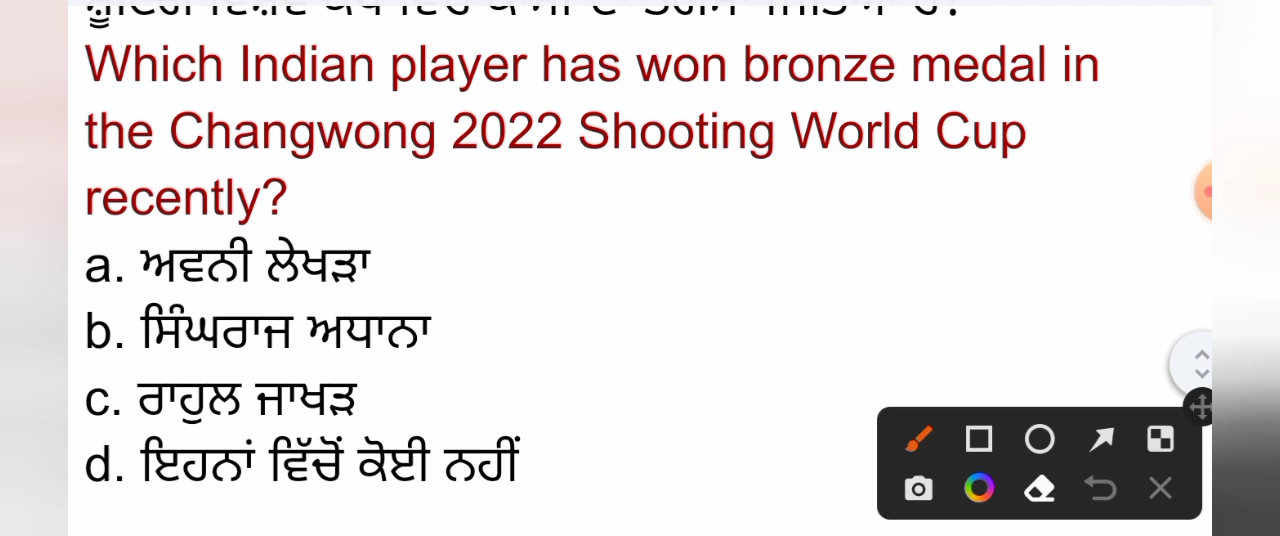 Which Indian player has won bronze medal in
the Changwong 2022 Shooting World Cup
recently?
a. ਅਵਨੀ ਲੇਖੜਾ
b. ਸਿੰਘਰਾਜ ਅਧਾਨਾ
c. ਰਾਹੁਲ ਜਾਖੜ
d. ਇਹਨਾਂ ਵਿੱਚੋਂ ਕੋਈ ਨਹੀਂ